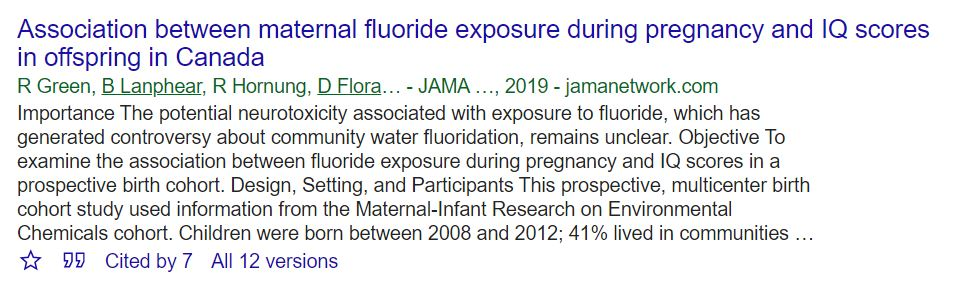 Association between maternal fluoride exposure during pregnancy and IQ scores
in offspring in Canada
R Green, B Lanphear, R Hornung, D Flora… - JAMA …, 2019 - jamanetwork.com
Importance The potential neurotoxicity associated with exposure to fluoride, which has
generated controversy about community water fluoridation, remains unclear. Objective To
examine the association between fluoride exposure during pregnancy and IQ scores in a
prospective birth cohort. Design, Setting, and Participants This prospective, multicenter birth
cohort study used information from the Maternal-Infant Research on Environmental
Chemicals cohort. Children were born between 2008 and 2012; 41% lived in communities …
Cited by 7 All 12 versions